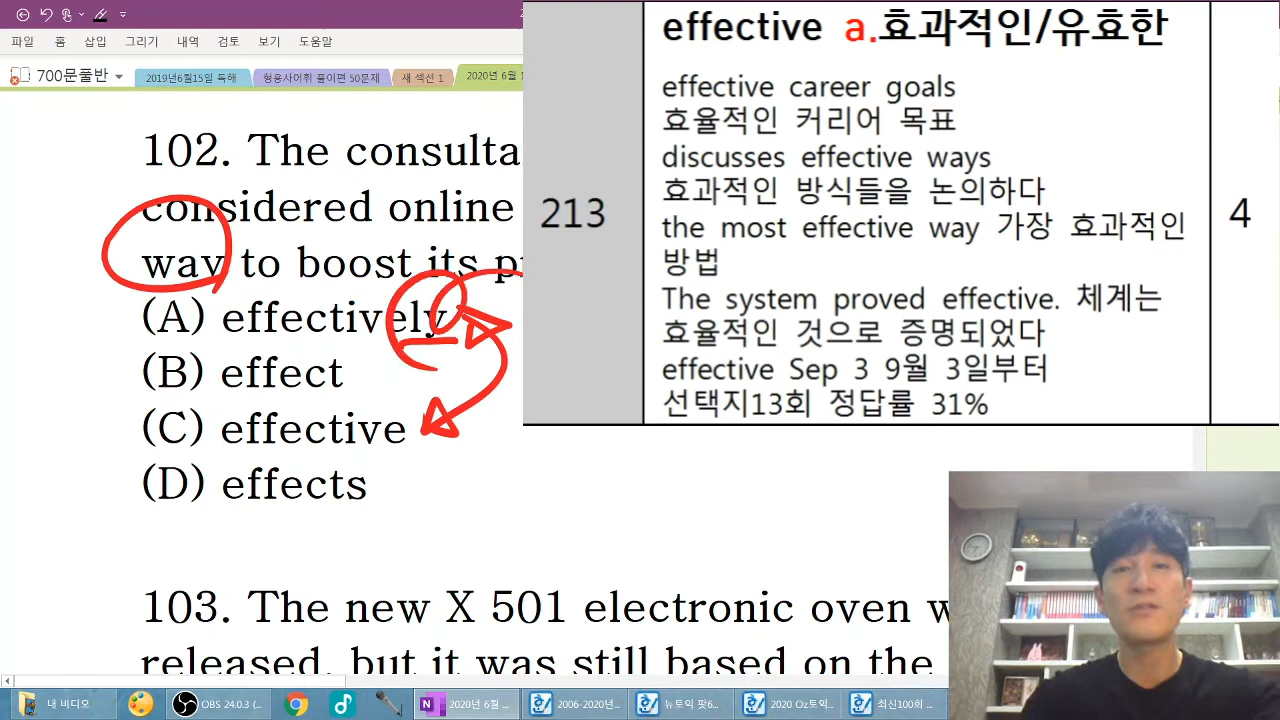 파일 홈 삽입 그리기 내역 검토 보기 도움말
700문풀반
2019년6월15일 독해 형용사어휘 풀이편 50문제 새 섹션 1 2020년 6월 1
102. The consulta
considered online
way to boost its p
(A) effectively
(B) effect
(C) effective
(D) effects
103. The new X 501 electronic oven w
released, but it was still based on the
213
effective a.효과적인/유효한
effective career goals
효율적인 커리어 목표
discusses effective ways
효과적인 방식들을 논의하다
the most effective way 가장 효과적인
방법
The system proved effective. 체계는
효율적인 것으로 증명되었다
effective Sep 3 9월 3일부터
선택지13회 정답률 31%
4
내 비디오 OBS 24.0.3 (... 2020년 6월 ... 2006-2020년... 뉴토익 팟6... 2020 Oz토익... 최신100회 ...